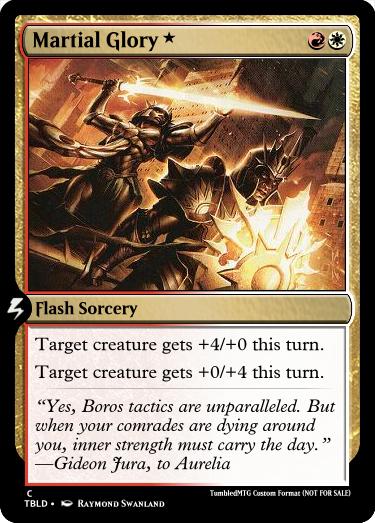 Martial Glory ★
Flash Sorcery
Target creature gets +4/+0 this turn.
Target creature gets +0/+4 this turn.
“Yes, Boros tactics are unparalleled. But
when your comrades are dying around
you, inner strength must carry the day.”
—Gideon Jura, to Aurelia
C
TBLD • Raymond Swanland
TumbledMTG Custom Format (NOT FOR SALE)